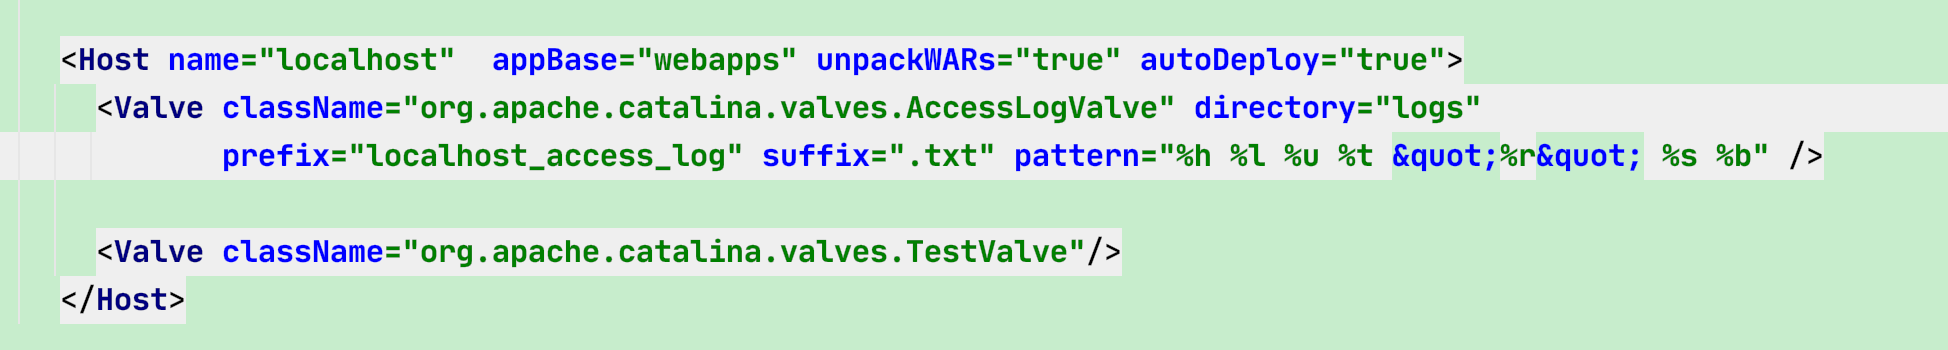 <Host name="localhost"  appBase="webapps" unpackWARs="true" autoDeploy="true">
<Valve className="org.apache.catalina.valves.AccessLogValve" directory="logs"
prefix="localhost_access_log" suffix=".txt" pattern="%h %l %u %t &quot;%r&quot; %s %b" />
<Valve className="org.apache.catalina.valves.TestValve"/>
</Host>